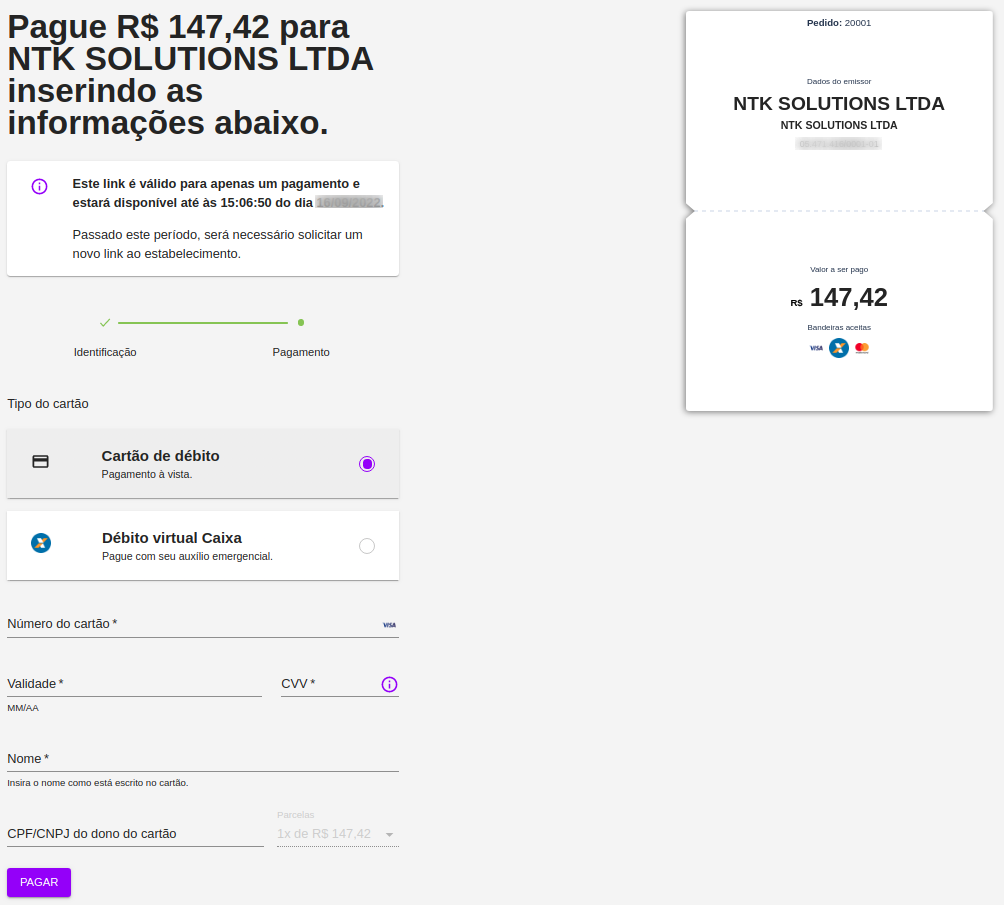 Pague R$ 147,42 para
NTK SOLUTIONS LTDA
inserindo as
informações abaixo.
Este link é válido para apenas um pagamento e
estará disponível até às 15:06:50 do dia 16/09/2022.
Passado este período, será necessário solicitar um
novo link ao estabelecimento.
Identificação
Pagamento
Tipo do cartão
Cartão de débito
Pagamento à vista.
Débito virtual Caixa
Pague com seu auxílio emergencial.
Número do cartão *
VISA
Validade *
CVV *
MM/AA
Nome *
Insira o nome como está escrito no cartão.
Parcelas
CPF/CNPJ do dono do cartão
1x de R$ 147,42
PAGAR
Pedido: 20001
Dados do emissor
NTK SOLUTIONS LTDA
NTK SOLUTIONS LTDA
Valor a ser pago
R$ 147,42
Bandeiras aceitas
VISA